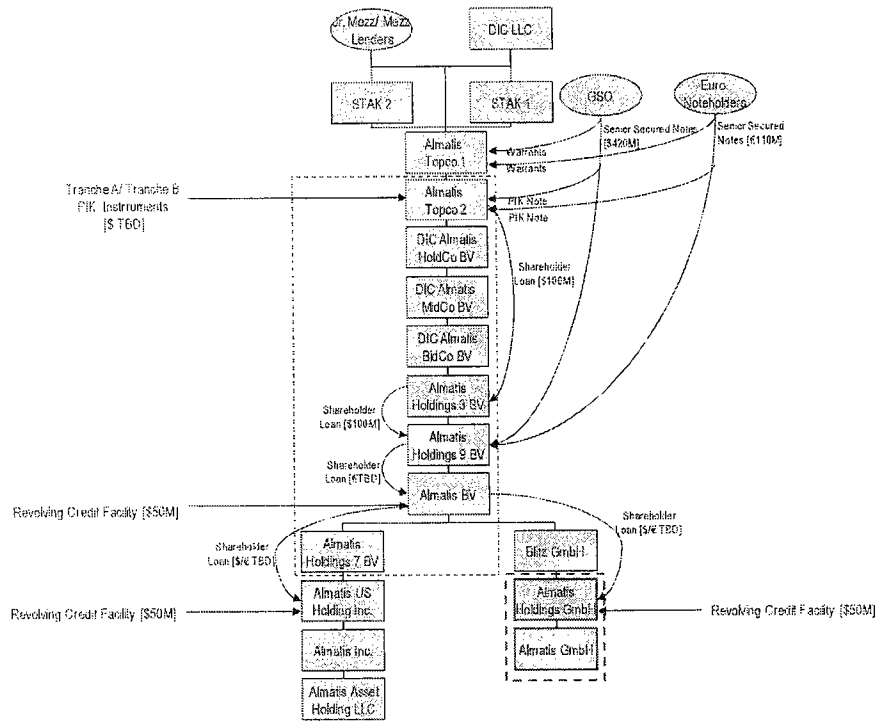 Jr. Mezz/ Mezz
Lenders
DIC LLC
STAK 2
STAK 1
GSO
Euro
Noteholders
Senior Secured Notes
[$420M]
Senior Secured
Notes [€110M]
Almatis
Topco 1
Warrants
Warrants
Tranche A/ Tranche B
PIK Instruments
[$ TBD]
Almatis
Topco 2
PIK Note
PIK Note
DIC Almatis
HoldCo BV
Shareholder
Loan [$100M]
DIC Almatis
MidCo BV
DIC Almatis
BidCo BV
Almatis
Holdings 3 BV
Shareholder
Loan [$100M]
Almatis
Holdings 9 BV
Shareholder
Loan [€TBD]
Almatis BV
Revolving Credit Facility [$50M]
Shareholder
Loan [$/€ TBD]
Shareholder
Loan [$/€ TBD]
Almatis
Holdings 7 BV
Blitz GmbH
Almatis US
Holding Inc.
Almatis
Holdings GmbH
Revolving Credit Facility [$50M]
Revolving Credit Facility [$50M]
Almatis Inc.
Almatis GmbH
Almatis Asset
Holding LLC